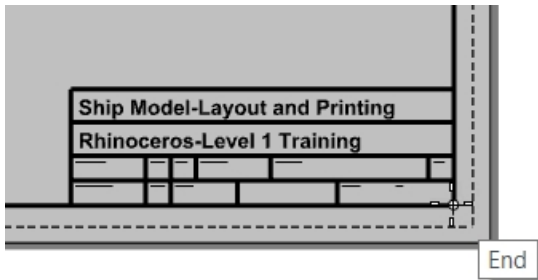 Ship Model-Layout and Printing
Rhinoceros-Level 1 Training
End